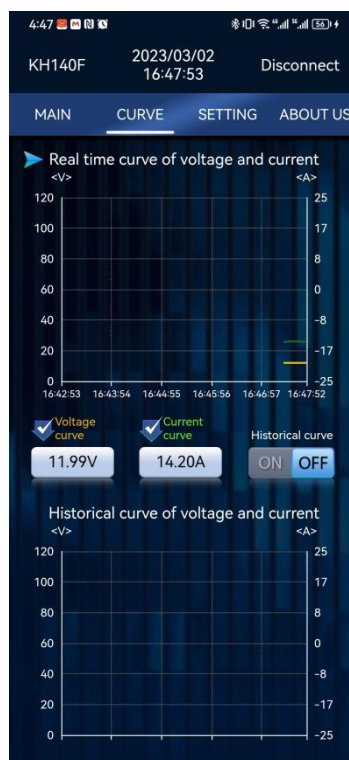 4:47 56
KH140F 2023/03/02 16:47:53 Disconnect
MAIN CURVE SETTING ABOUT US
Real time curve of voltage and current
<V> <A>
120 25
100 17
80 8
60 0
40 -8
20 -17
0 -25
16:42:53 16:43:54 16:44:55 16:45:56 16:46:57 16:47:52
Voltage curve Current curve Historical curve
11.99V 14.20A ON OFF
Historical curve of voltage and current
<V> <A>
120 25
100 17
80 8
60 0
40 -8
20 -17
0 -25